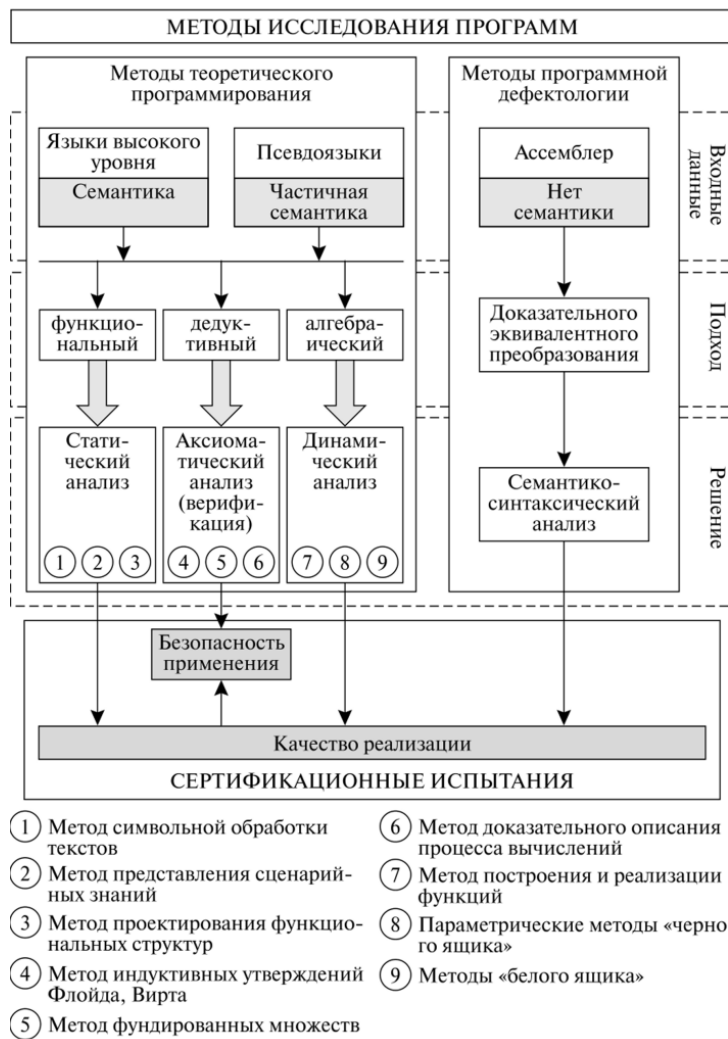 МЕТОДЫ ИССЛЕДОВАНИЯ ПРОГРАММ
Методы теоретического
программирования
Методы программной
дефектологии
Языки высокого
уровня
Семантика
Псевдоязыки
Частичная
семантика
Ассемблер
Нет
семантики
Входные
данные
функцио-
нальный
дедук-
тивный
алгебра-
ический
Доказательного
эквивалентного
преобразования
Подход
Стати-
ческий
анализ
1 2 3
Аксиома-
тический
анализ
(верифи-
кация)
4 5 6
Динами-
ческий
анализ
7 8 9
Семантико-
синтаксический
анализ
Решение
Безопасность
применения
Качество реализации
СЕРТИФИКАЦИОННЫЕ ИСПЫТАНИЯ
1 Метод символьной обработки
текстов
2 Метод представления сценарий-
ных знаний
3 Метод проектирования функцио-
нальных структур
4 Метод индуктивных утверждений
Флойда, Вирта
5 Метод фундированных множеств
6 Метод доказательного описания
процесса вычислений
7 Метод построения и реализации
функций
8 Параметрические методы «черно
го ящика»
9 Методы «белого ящика»